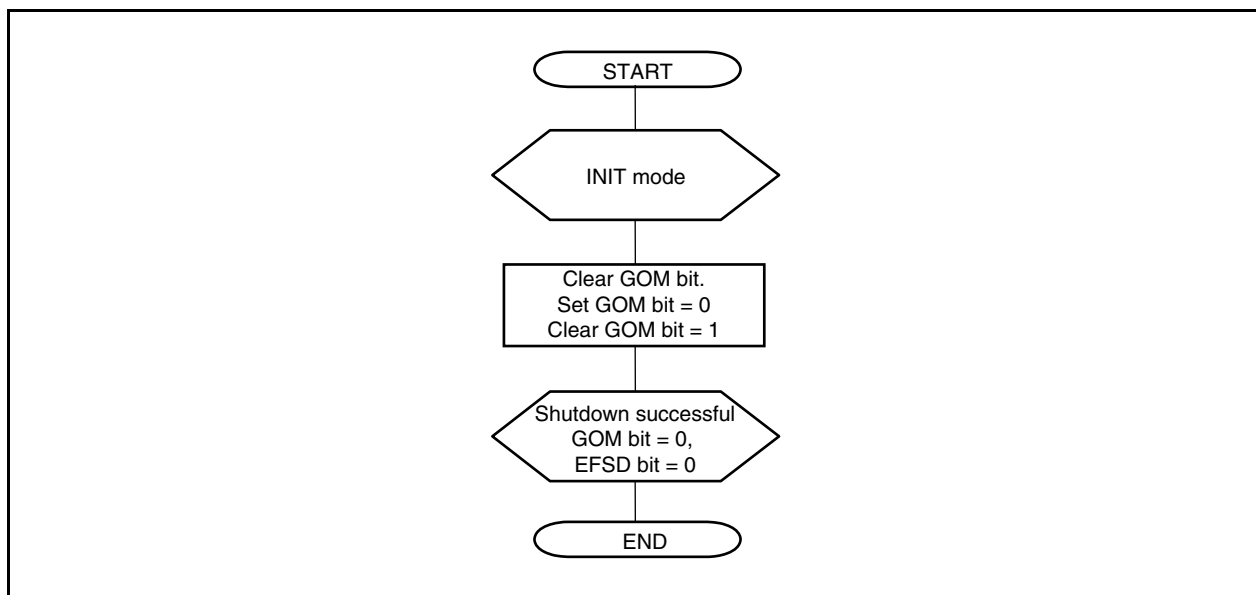 START
INIT mode
Clear GOM bit.
Set GOM bit = 0
Clear GOM bit = 1
Shutdown successful
GOM bit = 0,
EFSD bit = 0
END